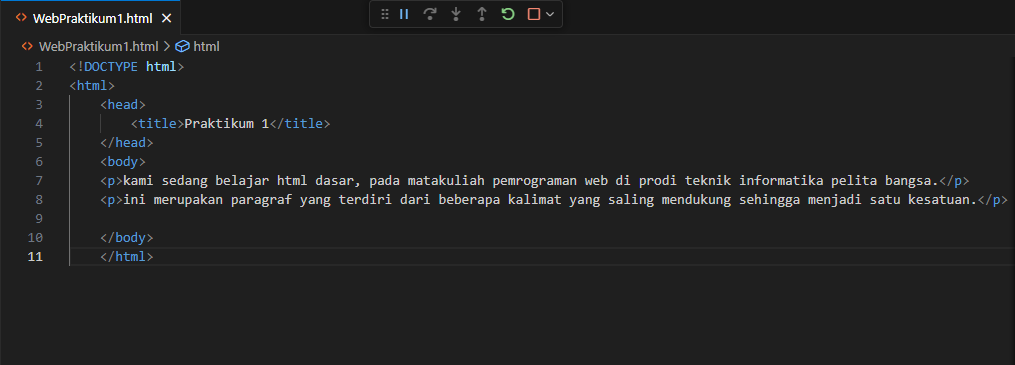 WebPraktikum1.html
WebPraktikum1.html > html
1 <!DOCTYPE html>
2 <html>
3 <head>
4 <title>Praktikum 1</title>
5 </head>
6 <body>
7 <p>kami sedang belajar html dasar, pada matakuliah pemrograman web di prodi teknik informatika pelita bangsa.</p>
8 <p>ini merupakan paragraf yang terdiri dari beberapa kalimat yang saling mendukung sehingga menjadi satu kesatuan.</p>
9
10 </body>
11 </html>